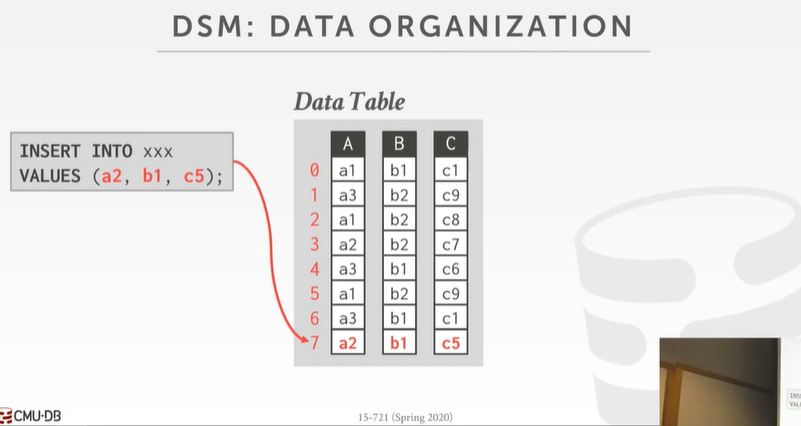 DSM: DATA ORGANIZATION
Data Table
INSERT INTO xxx
VALUES (a2, b1, c5);
A B C
0 a1 b1 c1
1 a3 b2 c9
2 a1 b2 c8
3 a2 b2 c7
4 a3 b1 c6
5 a1 b2 c9
6 a3 b1 c1
7 a2 b1 c5
CMU·DB
15-721 (Spring 2020)